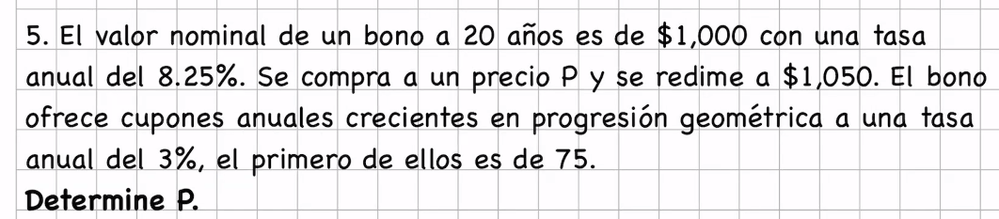 5. El valor nominal de un bono a 20 años es de $1,000 con una tasa
anual del 8.25%. Se compra a un precio P y se redime a $1,050. El bono
ofrece cupones anuales crecientes en progresión geométrica a una tasa
anual del 3%, el primero de ellos es de 75.
Determine P.